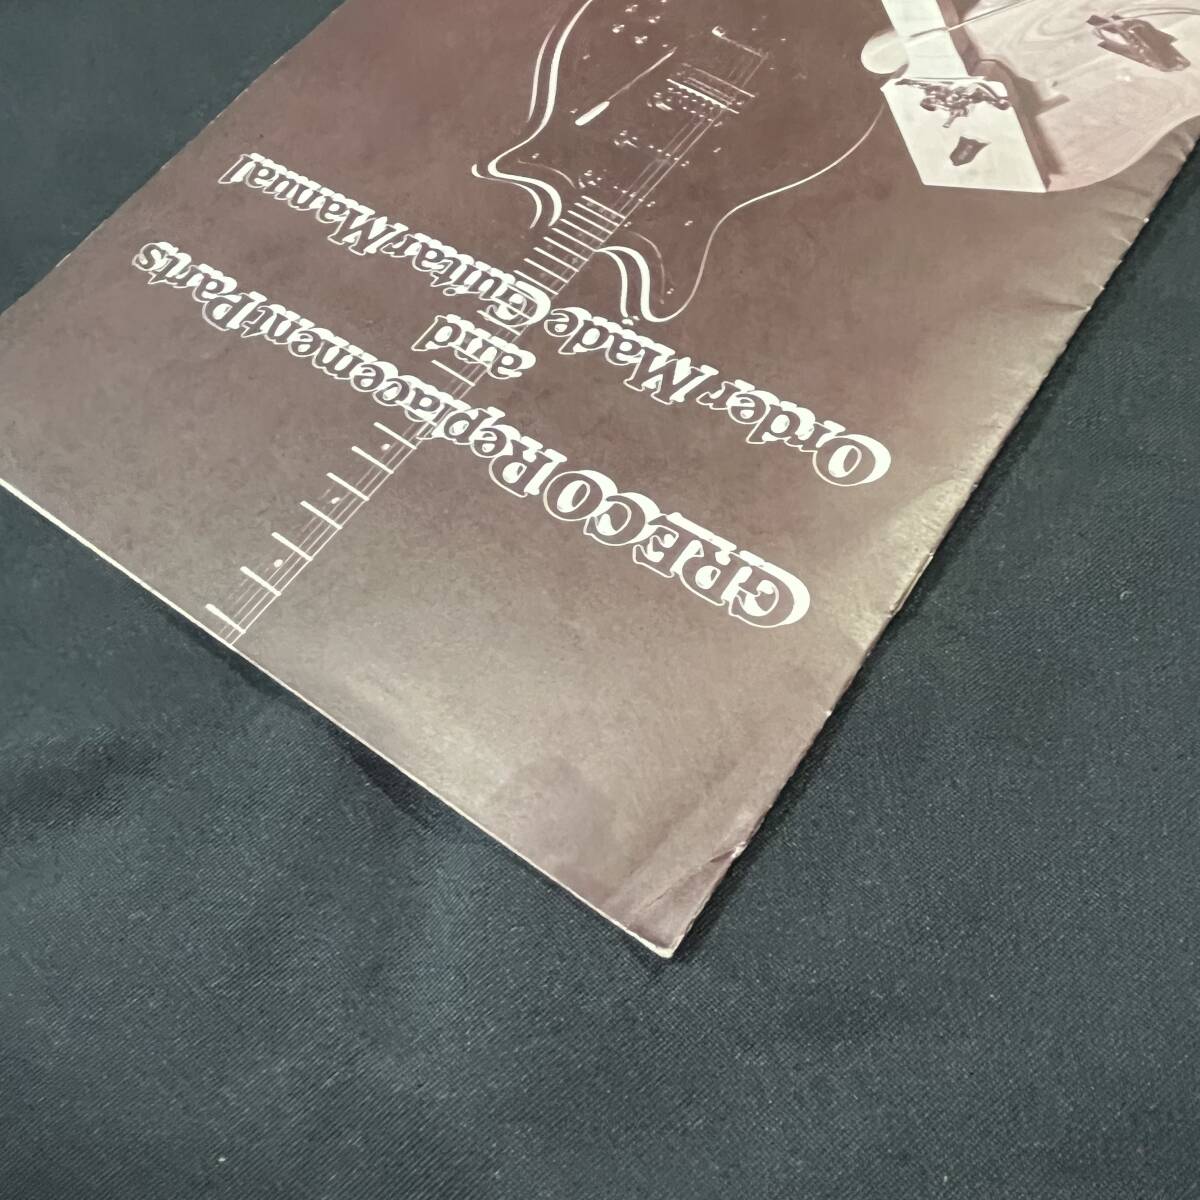 GRECO Replacement Parts
and
Order Made Guitar Manual